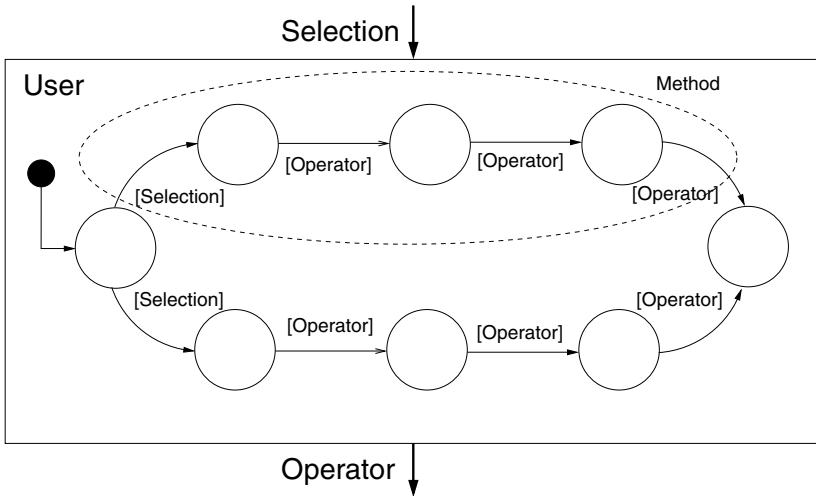 Selection
User
Method
[Operator]
[Operator]
[Selection]
[Operator]
[Selection]
[Operator]
[Operator]
[Operator]
Operator